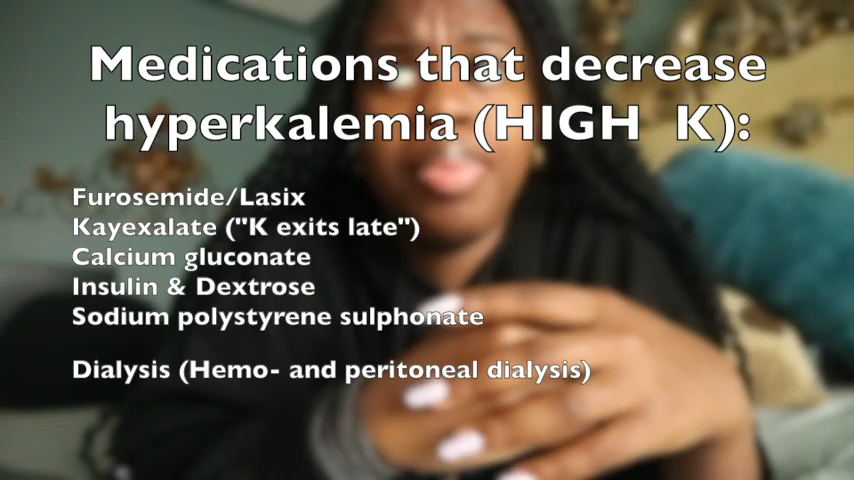 Medications that decrease
hyperkalemia (HIGH K):
Furosemide/Lasix
Kayexalate ("K exits late")
Calcium gluconate
Insulin & Dextrose
Sodium polystyrene sulphonate
Dialysis (Hemo- and peritoneal dialysis)